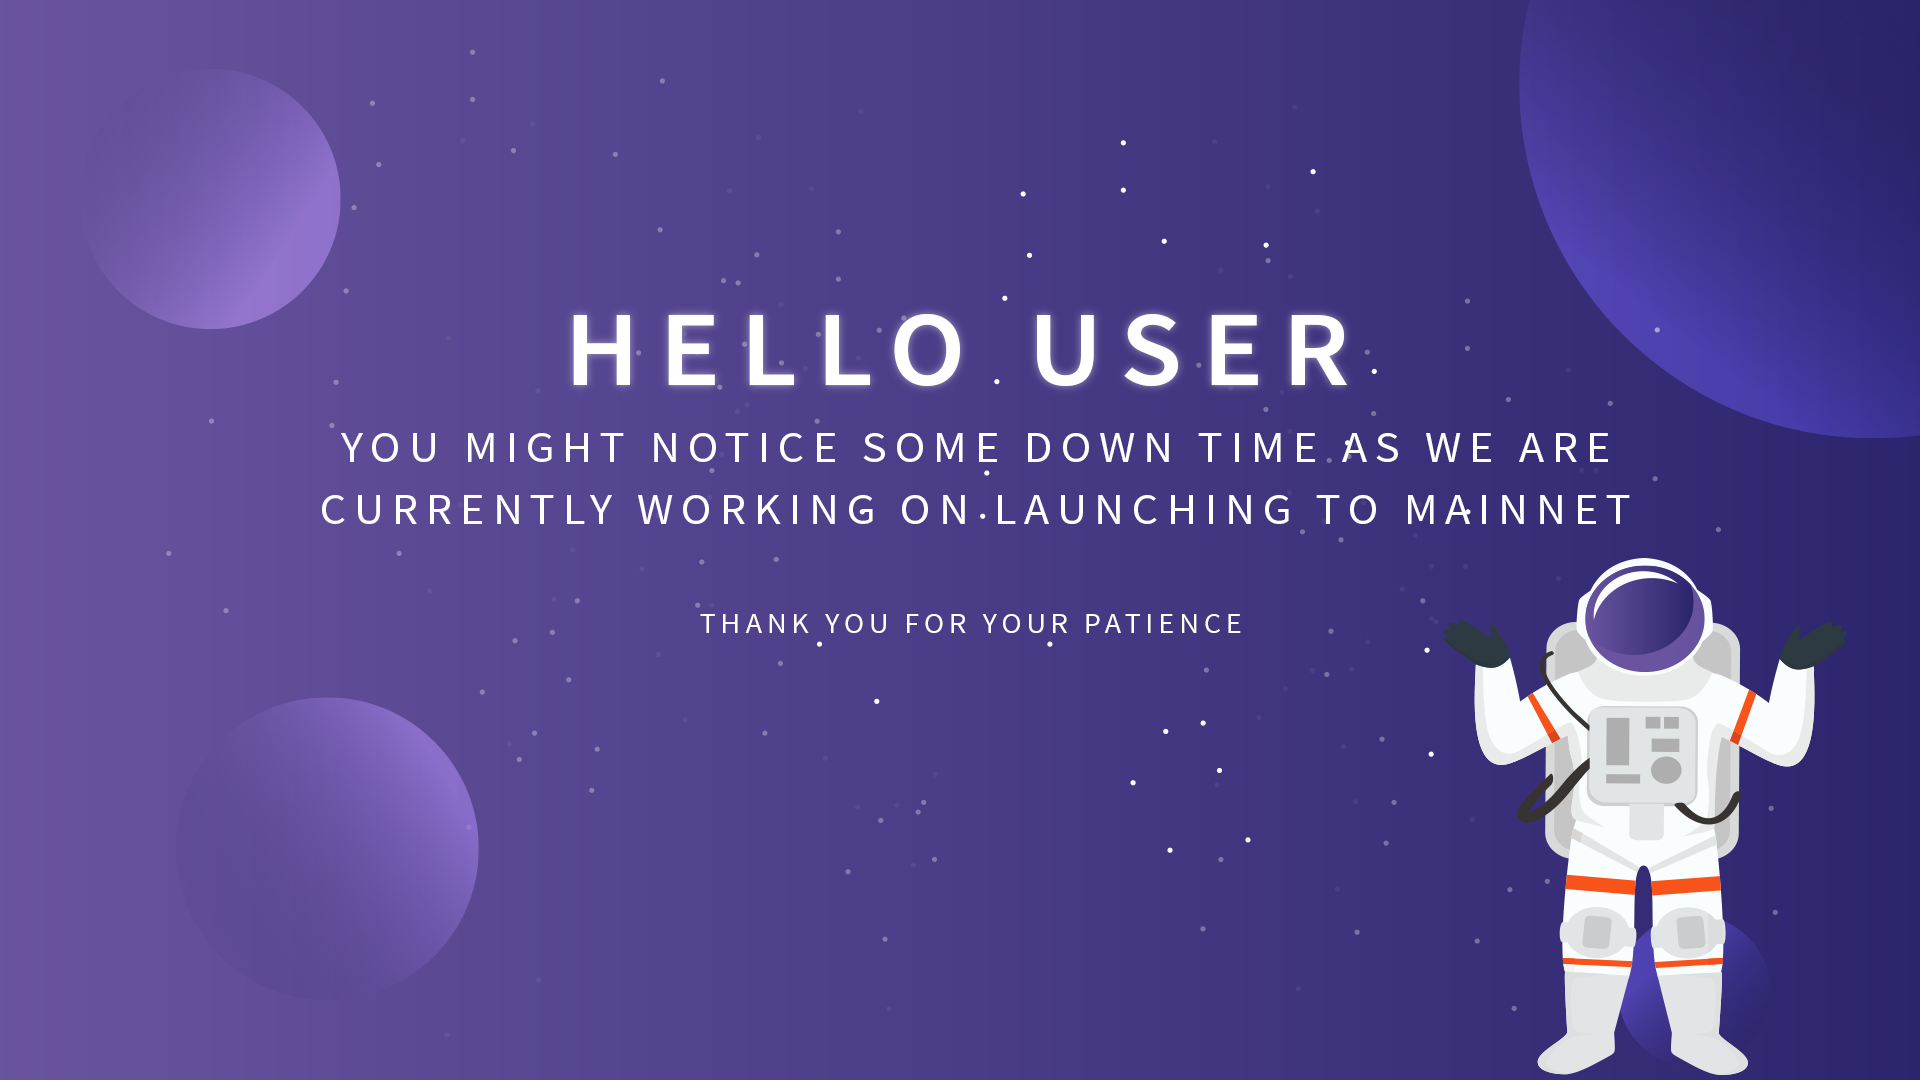 HELLO USER
YOU MIGHT NOTICE SOME DOWN TIME AS WE ARE
CURRENTLY WORKING ON LAUNCHING TO MAINNET
THANK YOU FOR YOUR PATIENCE